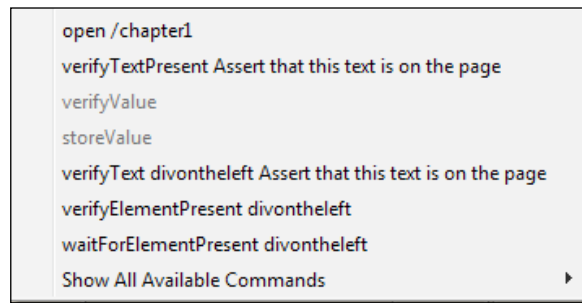 open /chapter1
verifyTextPresent Assert that this text is on the page
verifyValue
storeValue
verifyText divontheleft Assert that this text is on the page
verifyElementPresent divontheleft
waitForElementPresent divontheleft
Show All Available Commands